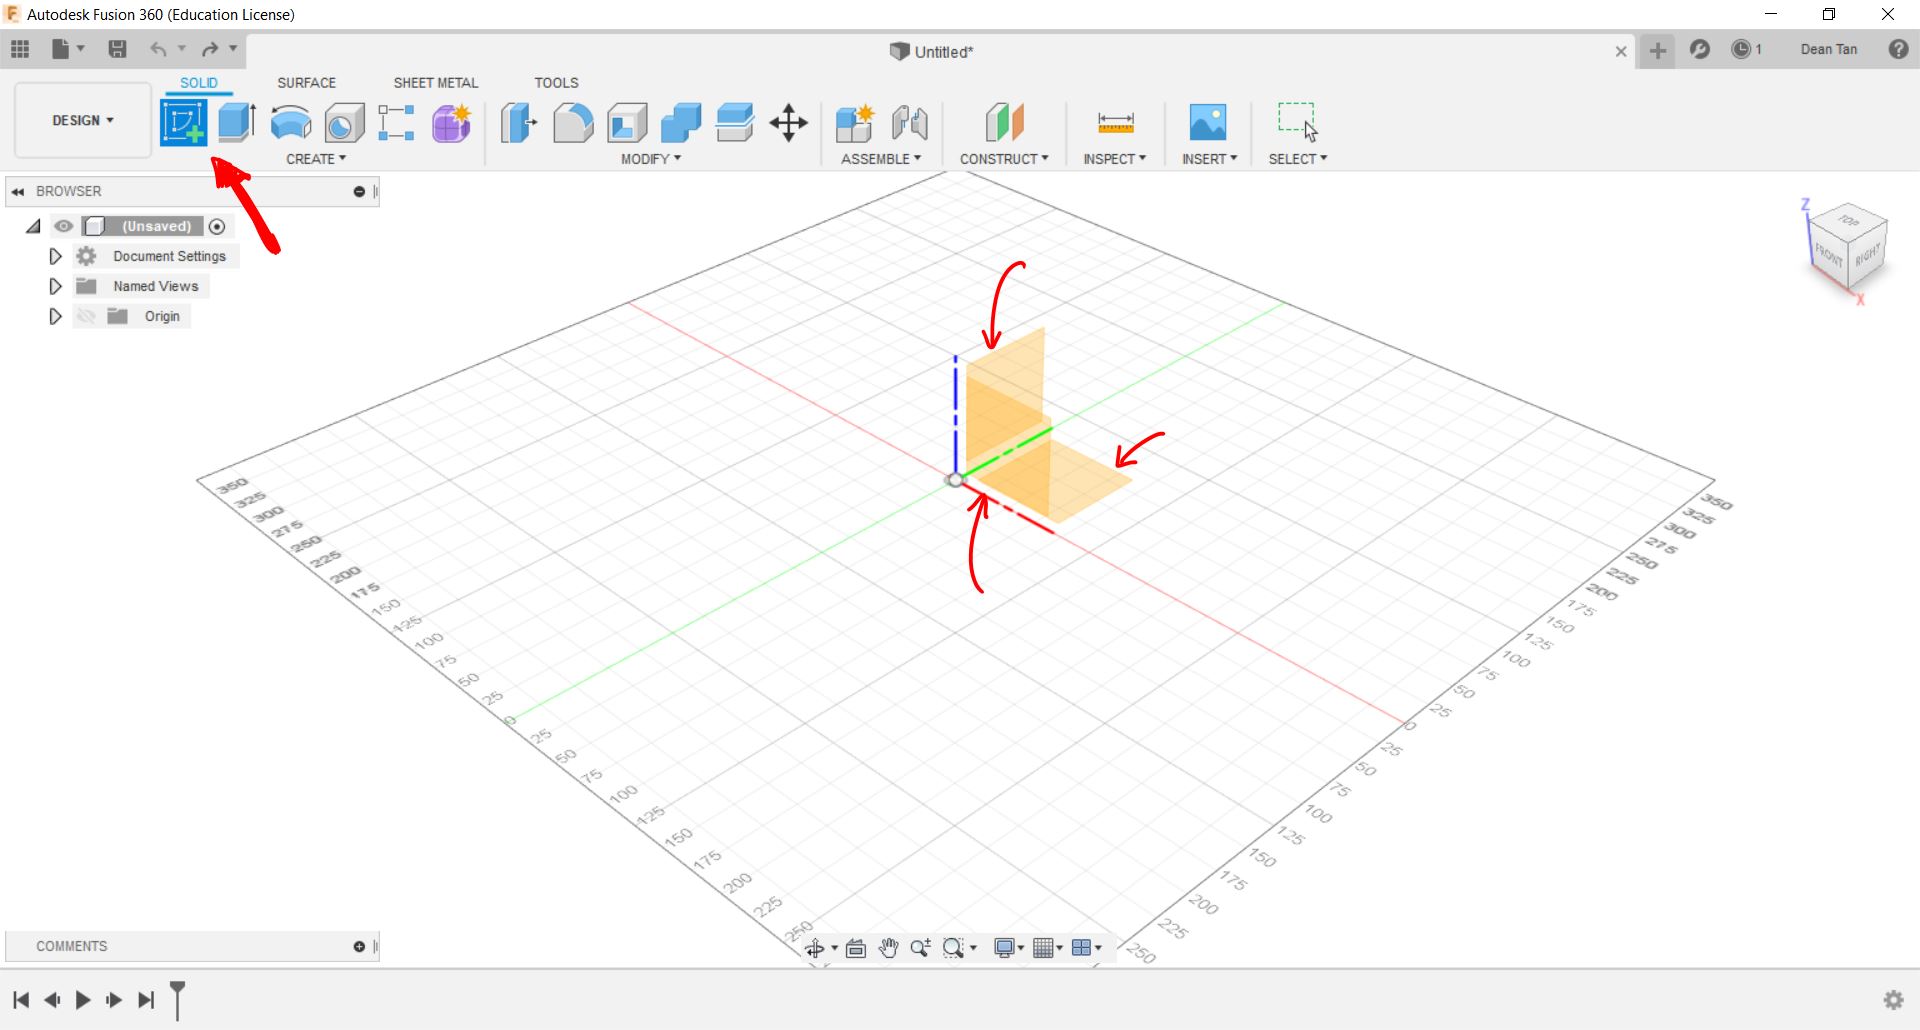 Autodesk Fusion 360 (Education License)
Untitled*
1
Dean Tan
SOLID
SURFACE
SHEET METAL
TOOLS
DESIGN
CREATE
MODIFY
ASSEMBLE
CONSTRUCT
INSPECT
INSERT
SELECT
BROWSER
(Unsaved)
Document Settings
Named Views
Origin
Z
TOP
FRONT
RIGHT
X
350
325
300
275
250
225
200
175
150
125
100
75
50
25
0
25
50
75
100
125
150
175
200
225
250
350
325
300
275
250
225
200
175
150
125
100
75
50
25
0
25
50
75
100
125
150
175
200
225
250
COMMENTS